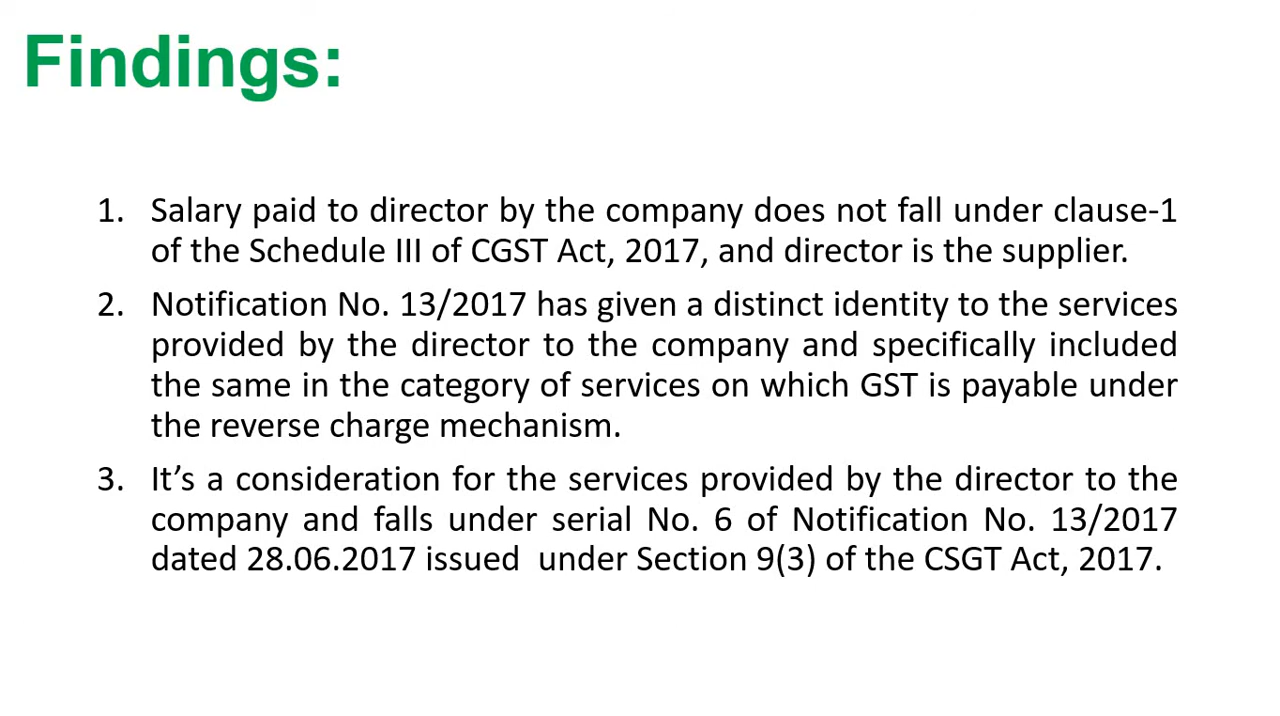 Findings:
1. Salary paid to director by the company does not fall under clause-1
of the Schedule III of CGST Act, 2017, and director is the supplier.
2. Notification No. 13/2017 has given a distinct identity to the services
provided by the director to the company and specifically included
the same in the category of services on which GST is payable under
the reverse charge mechanism.
3. It’s a consideration for the services provided by the director to the
company and falls under serial No. 6 of Notification No. 13/2017
dated 28.06.2017 issued  under Section 9(3) of the CSGT Act, 2017.